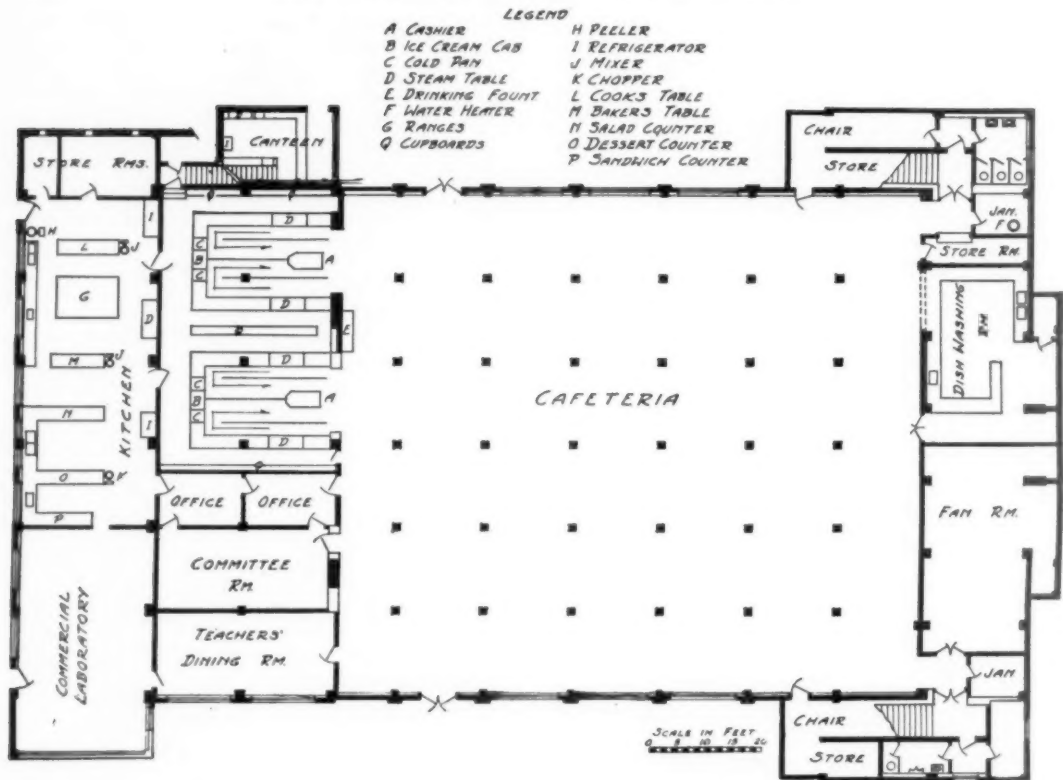 LEGEND
A CASHIER
B ICE CREAM CAB
C COLD PAN
D STEAM TABLE
E DRINKING FOUNT
F WATER HEATER
G RANGES
Q CUPBOARDS
H PEELER
I REFRIGERATOR
J MIXER
K CHOPPER
L COOKS TABLE
M BAKERS TABLE
N SALAD COUNTER
O DESSERT COUNTER
P SANDWICH COUNTER
STORE RMS.
CANTEEN
I
CHAIR
STORE
JAN.
F
STORE RM.
H
L
J
I
G
D
M
J
KITCHEN
N
I
O
K
P
D
C
B
C
A
D
E
D
C
B
C
A
D
CAFETERIA
DISH WASHING
RM
OFFICE
OFFICE
FAN RM.
COMMITTEE
RM.
COMMERCIAL
LABORATORY
TEACHERS'
DINING RM.
JAN
CHAIR
STORE
SCALE IN FEET
0 5 10 15 20